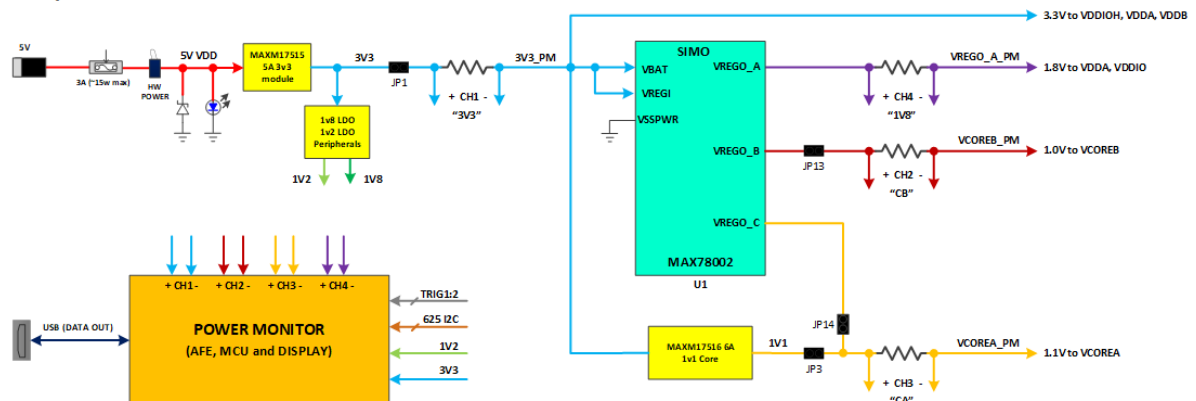 3.3V to VDDIOH, VDDA, VDDB
5V
3A (~15w max)
HW
POWER
5V VDD
MAXM17515
5A 3v3
module
3V3
JP1
+ CH1 -
"3V3"
3V3_PM
1v8 LDO
1v2 LDO
Peripherals
1V2
1V8
SIMO
VBAT
VREGI
VSSPWR
VREGO_A
VREGO_B
VREGO_C
MAX78002
U1
VREGO_A_PM
1.8V to VDDA, VDDIO
+ CH4 -
"1V8"
JP13
VCOREB_PM
1.0V to VCOREB
+ CH2 -
"CB"
JP14
MAXM17516 6A
1v1 Core
1V1
JP3
VCOREA_PM
1.1V to VCOREA
+ CH3 -
"CA"
+ CH1 -
+ CH2 -
+ CH3 -
+ CH4 -
POWER MONITOR
(AFE, MCU and DISPLAY)
USB (DATA OUT)
TRIG1:2
625 I2C
1V2
3V3